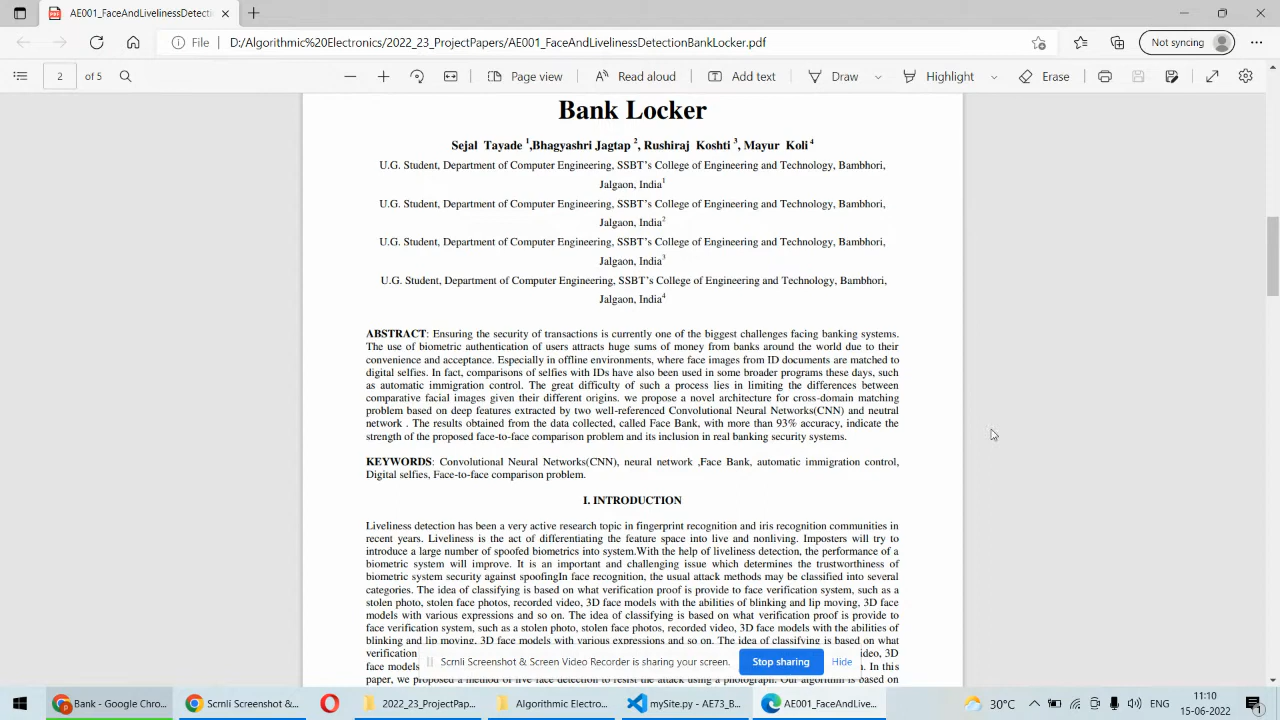 AE001_FaceAndLivelinessDetecti
File D:/Algorithmic%20Electronics/2022_23_ProjectPapers/AE001_FaceAndLivelinessDetectionBankLocker.pdf Not syncing
2 of 5 Page view Read aloud Add text Draw Highlight Erase
Bank Locker
Sejal Tayade 1,Bhagyashri Jagtap 2, Rushiraj Koshti 3, Mayur Koli 4
U.G. Student, Department of Computer Engineering, SSBT's College of Engineering and Technology, Bambhori,
Jalgaon, India1
U.G. Student, Department of Computer Engineering, SSBT's College of Engineering and Technology, Bambhori,
Jalgaon, India2
U.G. Student, Department of Computer Engineering, SSBT's College of Engineering and Technology, Bambhori,
Jalgaon, India3
U.G. Student, Department of Computer Engineering, SSBT's College of Engineering and Technology, Bambhori,
Jalgaon, India4
ABSTRACT: Ensuring the security of transactions is currently one of the biggest challenges facing banking systems.
The use of biometric authentication of users attracts huge sums of money from banks around the world due to their
convenience and acceptance. Especially in offline environments, where face images from ID documents are matched to
digital selfies. In fact, comparisons of selfies with IDs have also been used in some broader programs these days, such
as automatic immigration control. The great difficulty of such a process lies in limiting the differences between
comparative facial images given their different origins. we propose a novel architecture for cross-domain matching
problem based on deep features extracted by two well-referenced Convolutional Neural Networks(CNN) and neutral
network . The results obtained from the data collected, called Face Bank, with more than 93% accuracy, indicate the
strength of the proposed face-to-face comparison problem and its inclusion in real banking security systems.
KEYWORDS: Convolutional Neural Networks(CNN), neural network ,Face Bank, automatic immigration control,
Digital selfies, Face-to-face comparison problem.
I. INTRODUCTION
Liveliness detection has been a very active research topic in fingerprint recognition and iris recognition communities in
recent years. Liveliness is the act of differentiating the feature space into live and nonliving. Imposters will try to
introduce a large number of spoofed biometrics into system.With the help of liveliness detection, the performance of a
biometric system will improve. It is an important and challenging issue which determines the trustworthiness of
biometric system security against spoofingIn face recognition, the usual attack methods may be classified into several
categories. The idea of classifying is based on what verification proof is provide to face verification system, such as a
stolen photo, stolen face photos, recorded video, 3D face models with the abilities of blinking and lip moving, 3D face
models with various expressions and so on. The idea of classifying is based on what verification proof is provide to
face verification system, such as a stolen photo, stolen face photos, recorded video, 3D face models with the abilities of
blinking and lip moving, 3D face models with various expressions and so on. The idea of classifying is based on what
verification ideo, 3D
face models n. In this
paper, we proposed a method of live face detection to resist the attack using a photograph. Our algorithm is based on
Scrnli Screenshot & Screen Video Recorder is sharing your screen. Stop sharing Hide
Bank - Google Chro... Scrnli Screenshot &... 2022_23_ProjectPap... Algorithmic Electro... mySite.py - AE73_B... AE001_FaceAndLive... 30°C ENG 11:10
15-06-2022
1